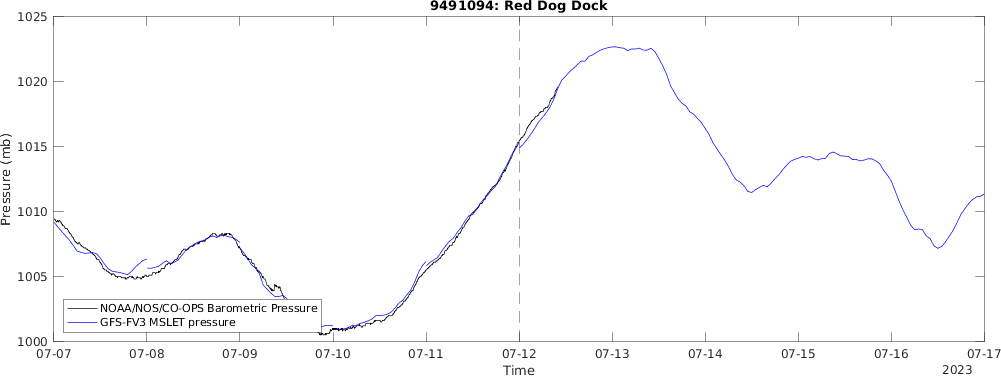 9491094: Red Dog Dock
Pressure (mb)
1025
1020
1015
1010
1005
1000
NOAA/NOS/CO-OPS Barometric Pressure
GFS-FV3 MSLET pressure
07-07 07-08 07-09 07-10 07-11 07-12 07-13 07-14 07-15 07-16 07-17
Time
2023